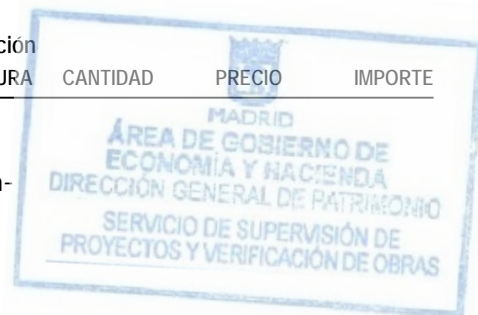 ción
URA CANTIDAD PRECIO IMPORTE
MADRID
ÁREA DE GOBIERNO DE
ECONOMÍA Y HACIENDA
DIRECCIÓN GENERAL DE PATRIMONIO
n-
SERVICIO DE SUPERVISIÓN DE
PROYECTOS Y VERIFICACIÓN DE OBRAS